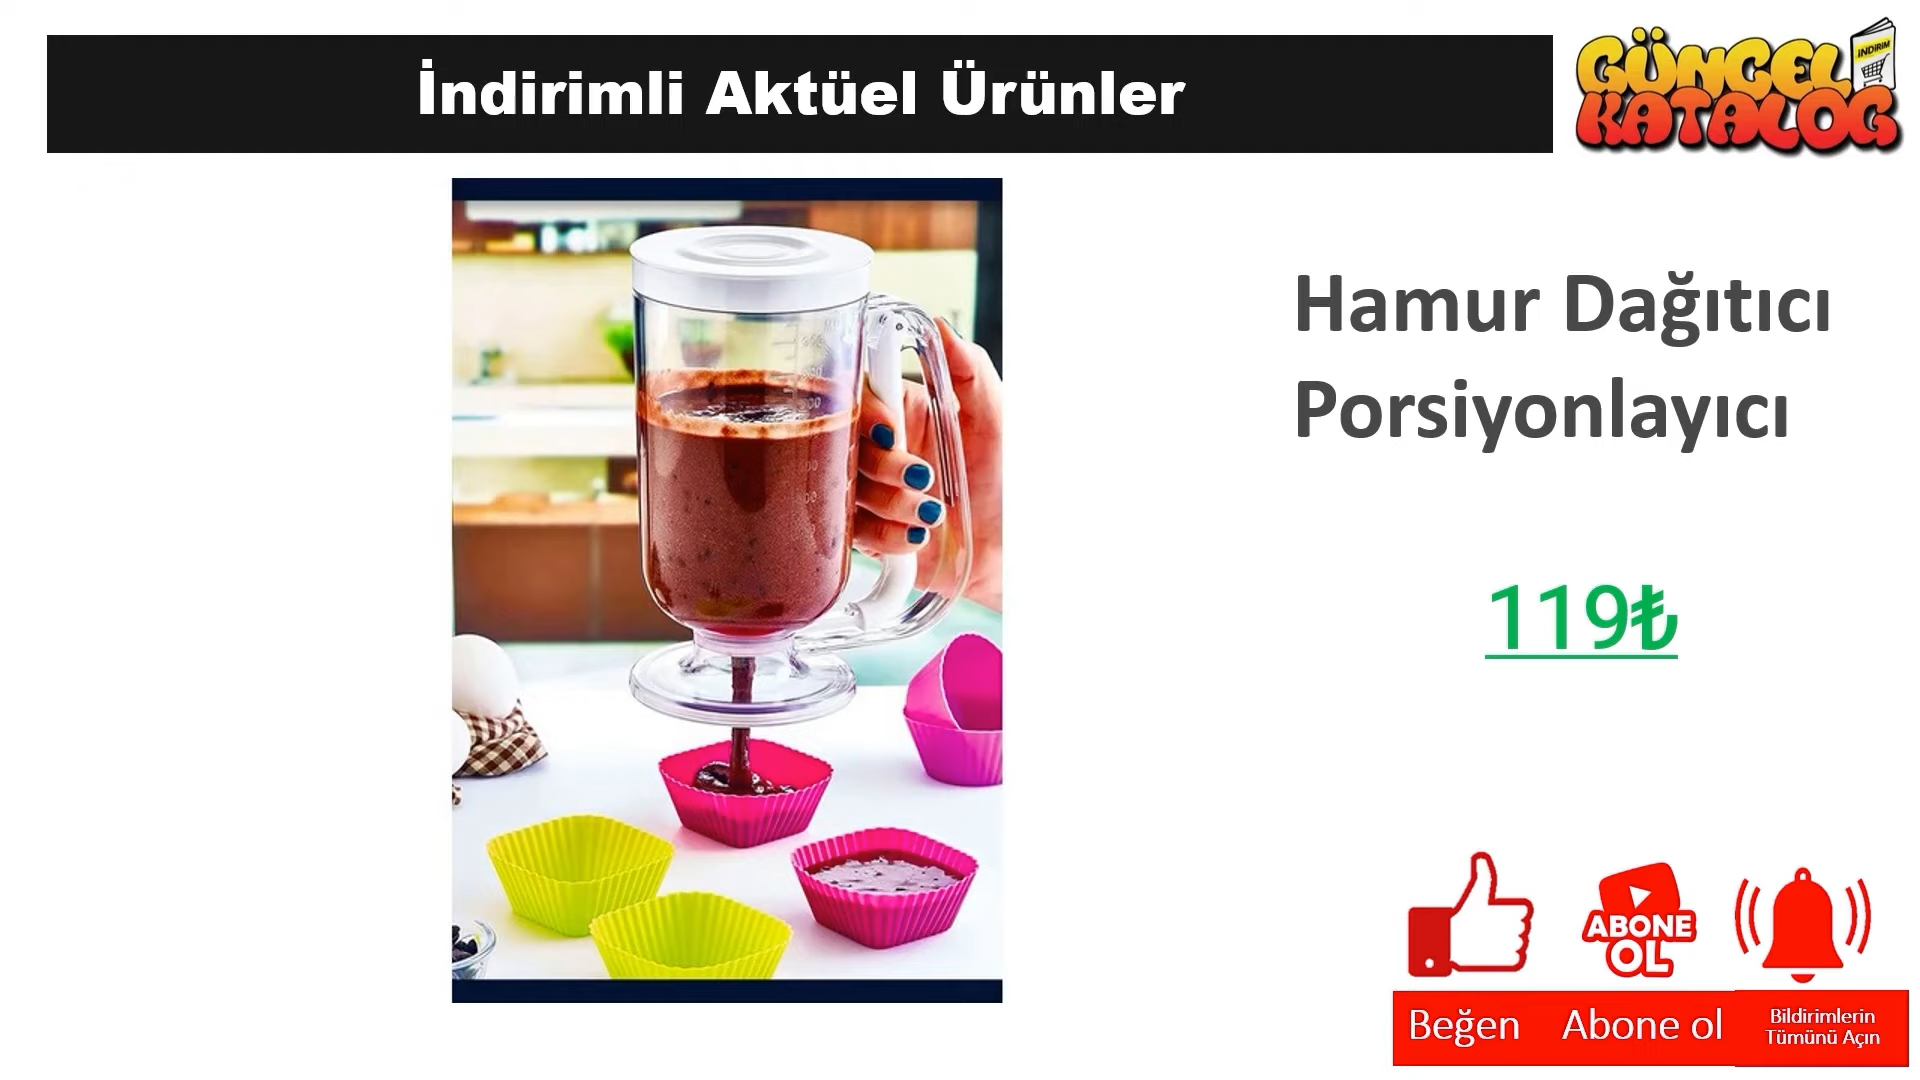 İndirimli Aktüel Ürünler
GÜNCEL
KATALOG
İNDİRİM
Hamur Dağıtıcı
Porsiyonlayıcı
119₺
ABONE
OL
Beğen
Abone ol
Bildirimlerin
Tümünü Açın